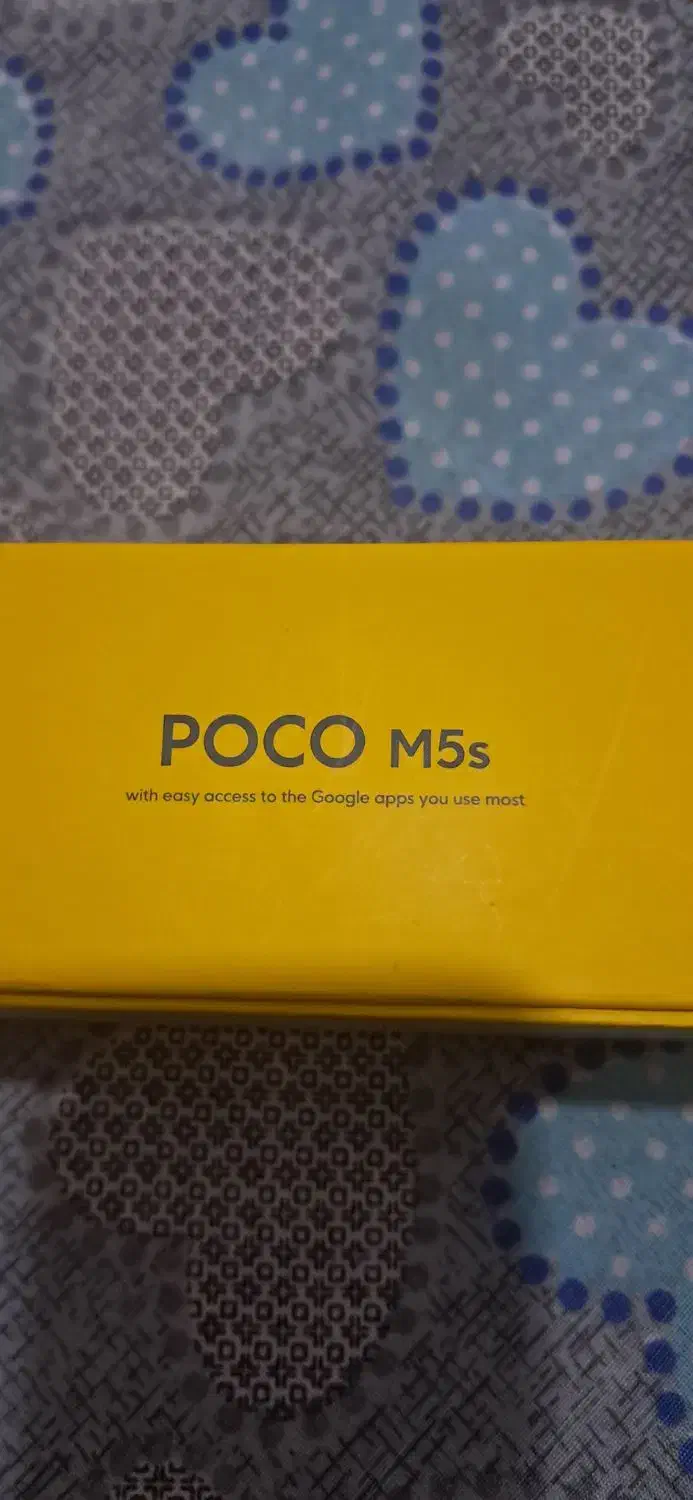 POCO M5s
with easy access to the Google apps you use most